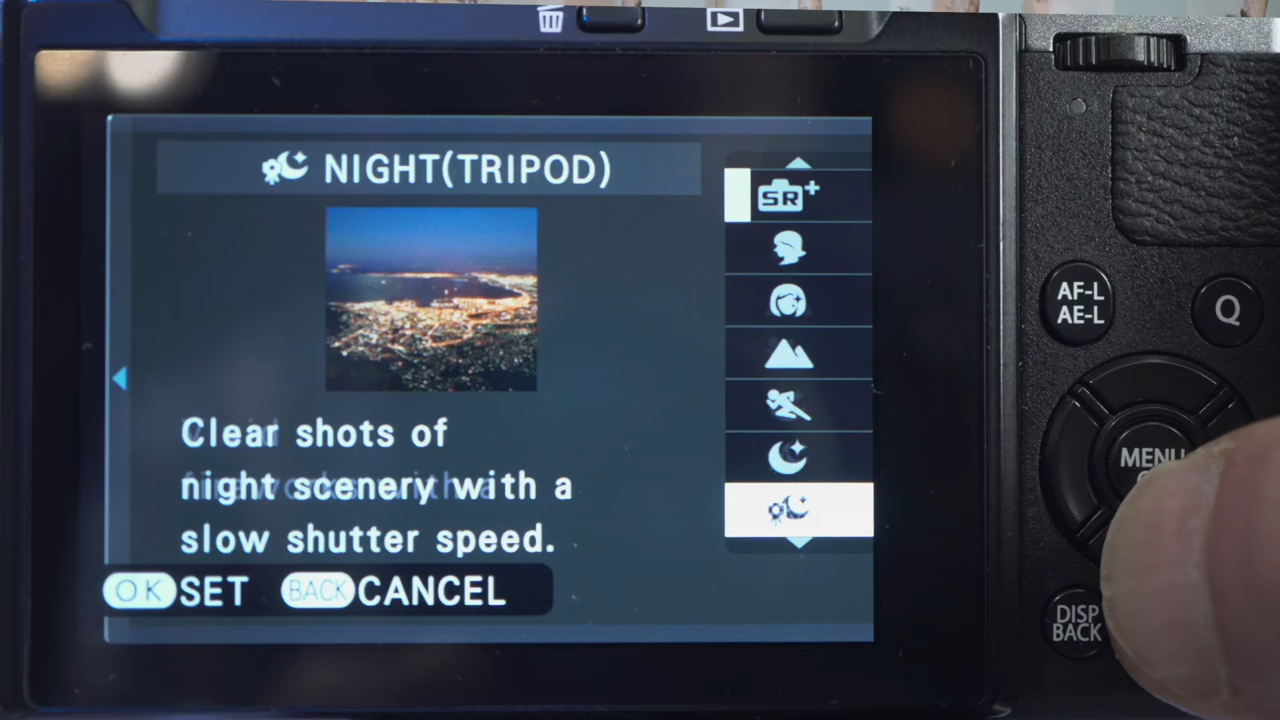 NIGHT(TRIPOD)
SR+
Clear shots of
night scenery with a
slow shutter speed.
OK SET BACK CANCEL
AF-L
AE-L
Q
MENU
DISP
BACK